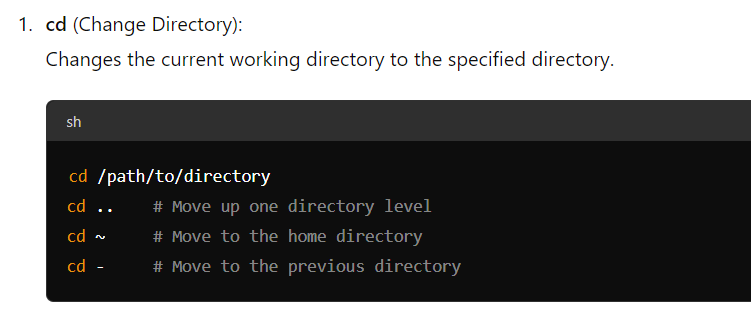 1. cd (Change Directory):
Changes the current working directory to the specified directory.
sh
cd /path/to/directory
cd ..    # Move up one directory level
cd ~     # Move to the home directory
cd -     # Move to the previous directory